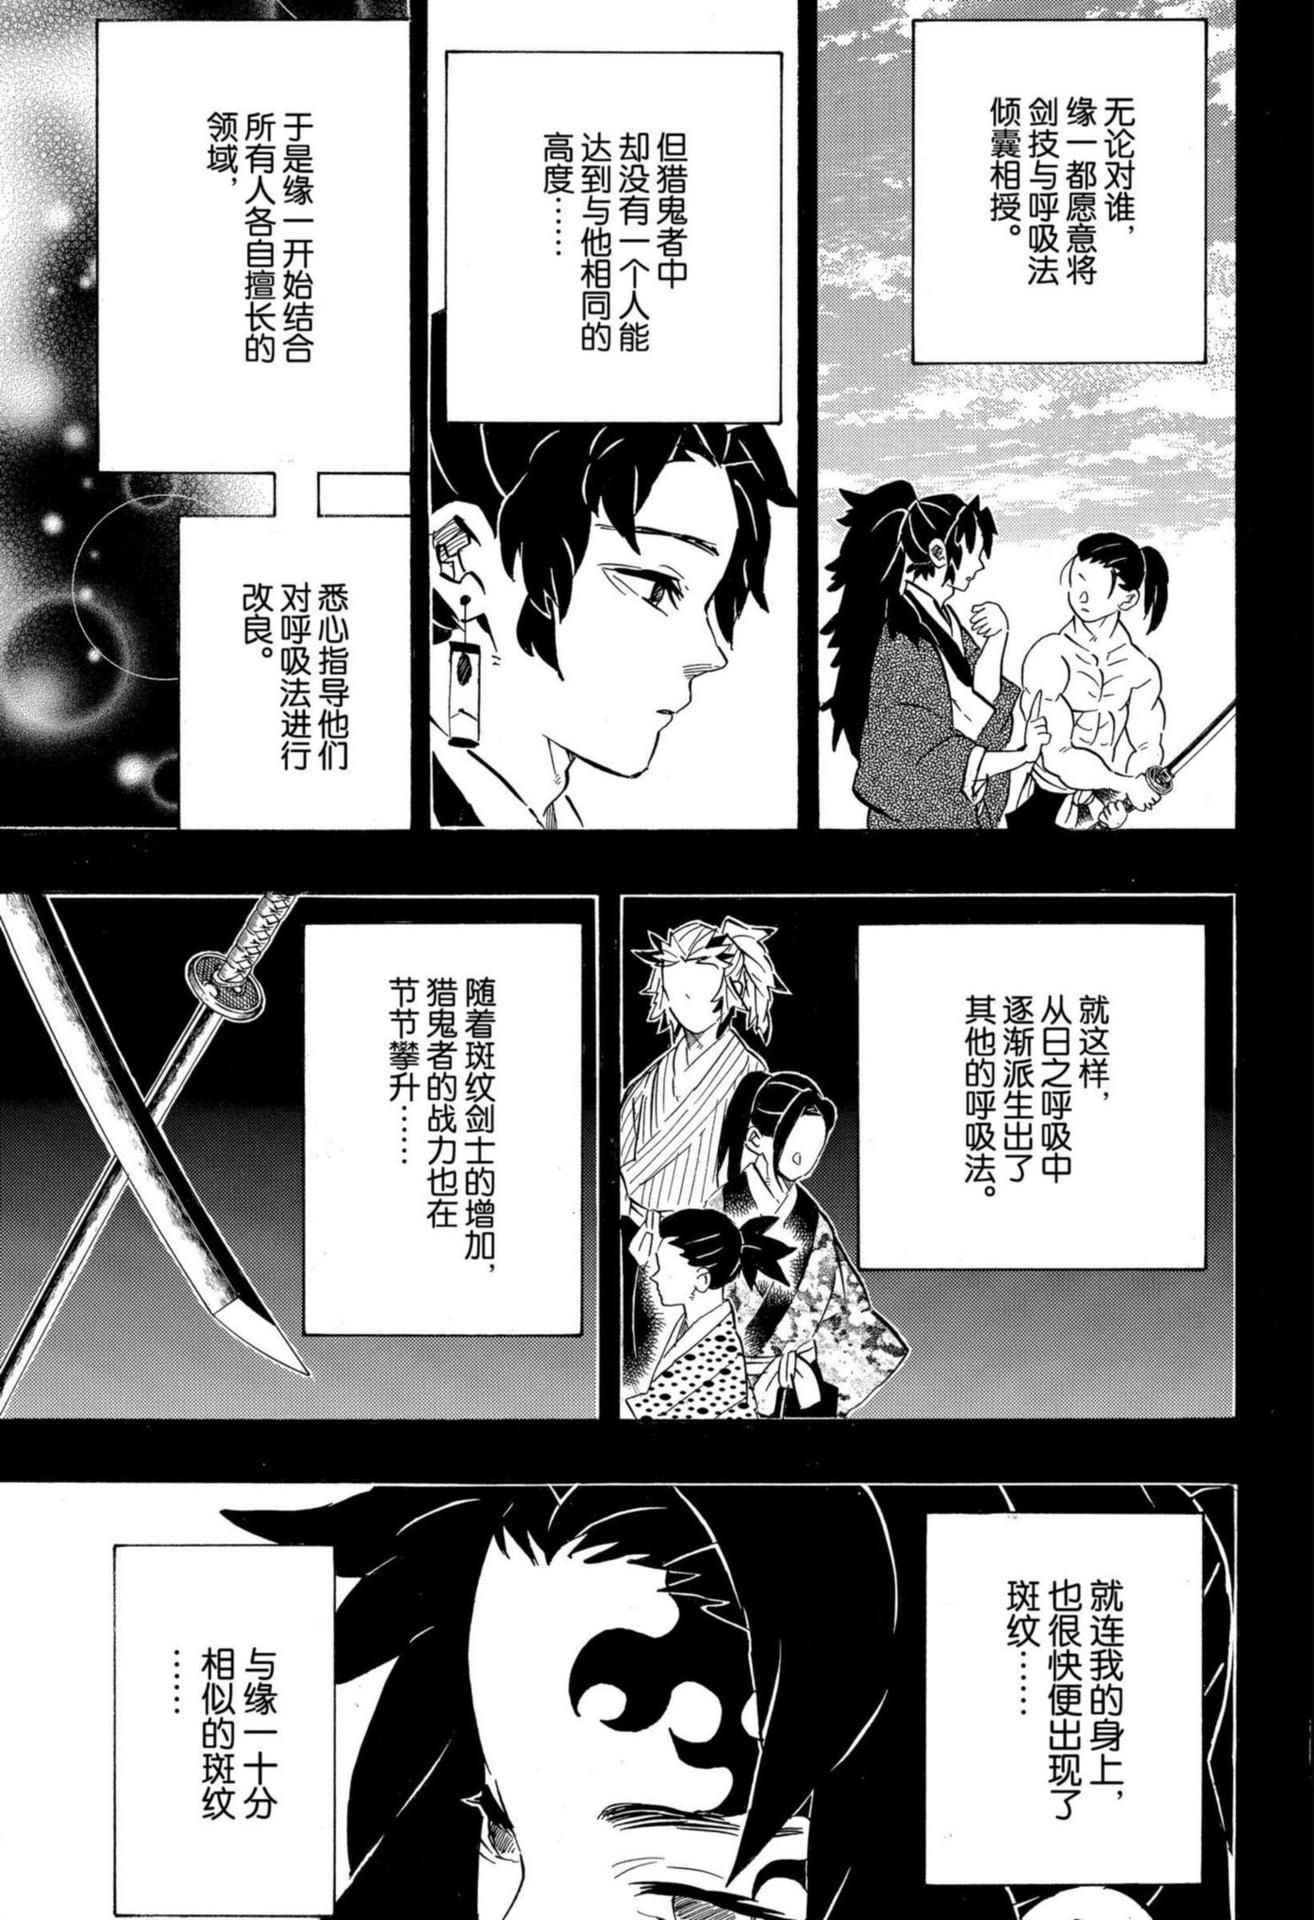 无论对谁，
缘一都愿意将
剑技与呼吸法
倾囊相授。
但猎鬼者中
却没有一个人能
达到与他相同的
高度……
于是缘一开始结合
所有人各自擅长的
领域，
悉心指导他们
对呼吸法进行
改良。
就这样，
从日之呼吸中
逐渐派生出了
其他的呼吸法。
随着斑纹剑士的增加，
猎鬼者的战力也在
节节攀升……
就连我的身上，
也很快便出现了
斑纹……
与缘一十分
相似的斑纹
……